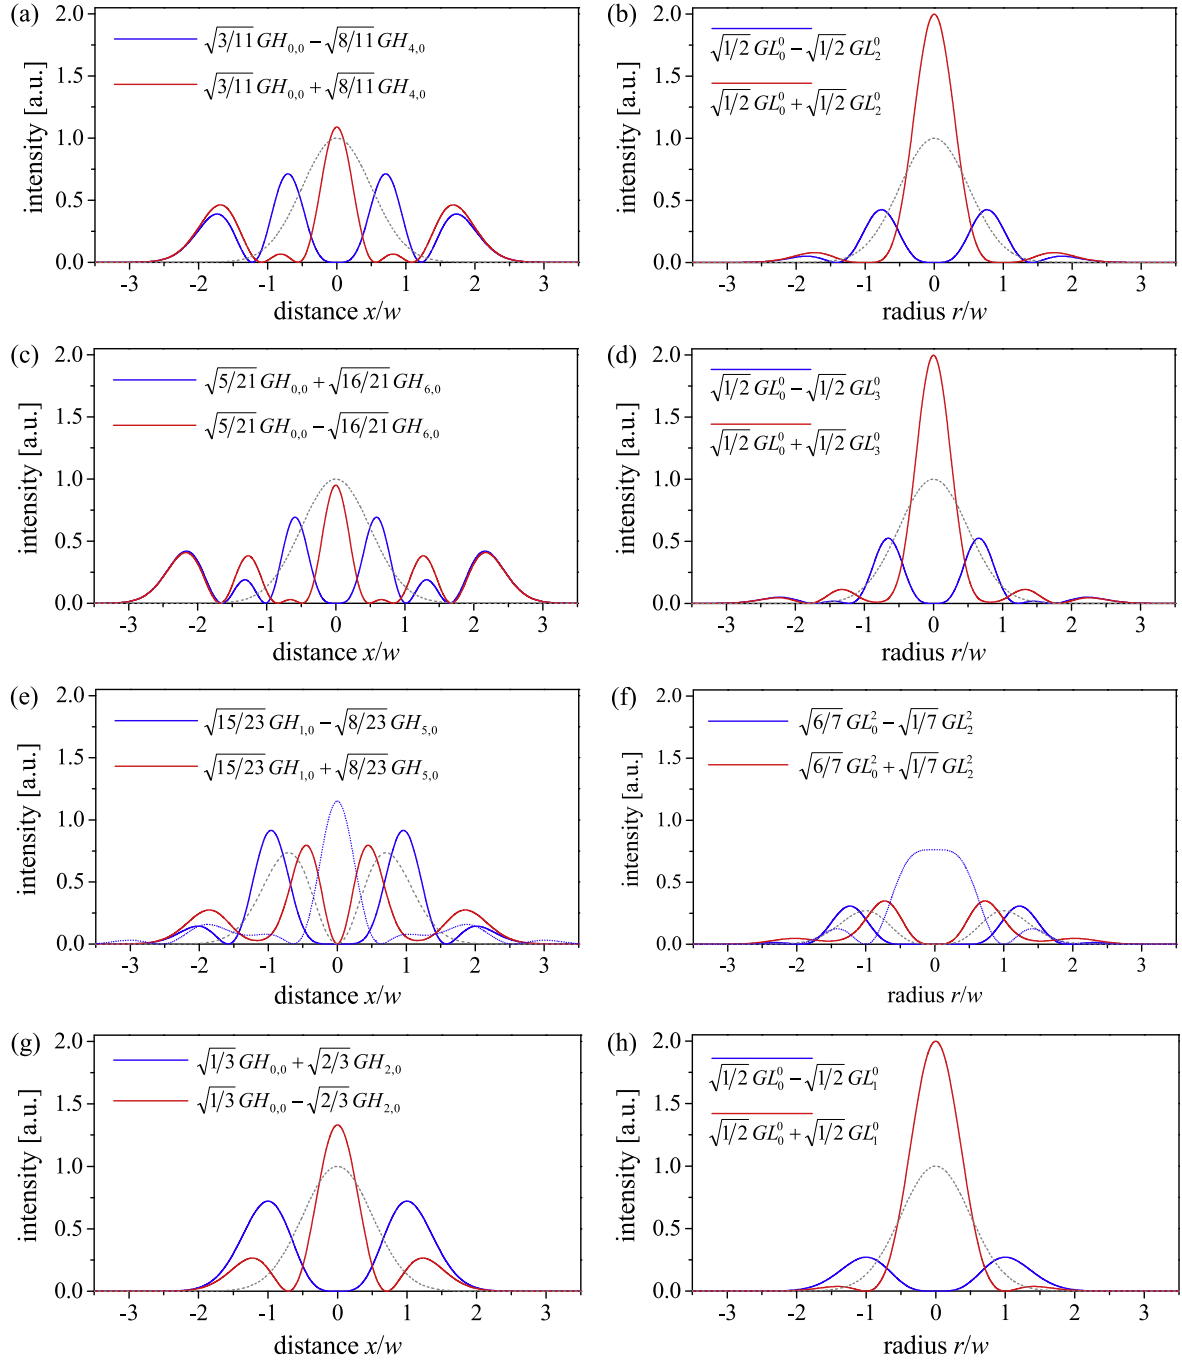 (a)
2.0
1.5
1.0
0.5
0.0
intensity [a.u.]
√3/11 GH0,0 − √8/11 GH4,0
√3/11 GH0,0 + √8/11 GH4,0
-3 -2 -1 0 1 2 3
distance x/w
(b)
2.0
1.5
1.0
0.5
0.0
intensity [a.u.]
√1/2 GL⁰₀ − √1/2 GL⁰₂
√1/2 GL⁰₀ + √1/2 GL⁰₂
-3 -2 -1 0 1 2 3
radius r/w
(c)
2.0
1.5
1.0
0.5
0.0
intensity [a.u.]
√5/21 GH0,0 + √16/21 GH6,0
√5/21 GH0,0 − √16/21 GH6,0
-3 -2 -1 0 1 2 3
distance x/w
(d)
2.0
1.5
1.0
0.5
0.0
intensity [a.u.]
√1/2 GL⁰₀ − √1/2 GL⁰₃
√1/2 GL⁰₀ + √1/2 GL⁰₃
-3 -2 -1 0 1 2 3
radius r/w
(e)
2.0
1.5
1.0
0.5
0.0
intensity [a.u.]
√15/23 GH1,0 − √8/23 GH5,0
√15/23 GH1,0 + √8/23 GH5,0
-3 -2 -1 0 1 2 3
distance x/w
(f)
2.0
1.5
1.0
0.5
0.0
intensity [a.u.]
√6/7 GL²₀ − √1/7 GL²₂
√6/7 GL²₀ + √1/7 GL²₂
-3 -2 -1 0 1 2 3
radius r/w
(g)
2.0
1.5
1.0
0.5
0.0
intensity [a.u.]
√1/3 GH0,0 + √2/3 GH2,0
√1/3 GH0,0 − √2/3 GH2,0
-3 -2 -1 0 1 2 3
distance x/w
(h)
2.0
1.5
1.0
0.5
0.0
intensity [a.u.]
√1/2 GL⁰₀ − √1/2 GL⁰₁
√1/2 GL⁰₀ + √1/2 GL⁰₁
-3 -2 -1 0 1 2 3
radius r/w